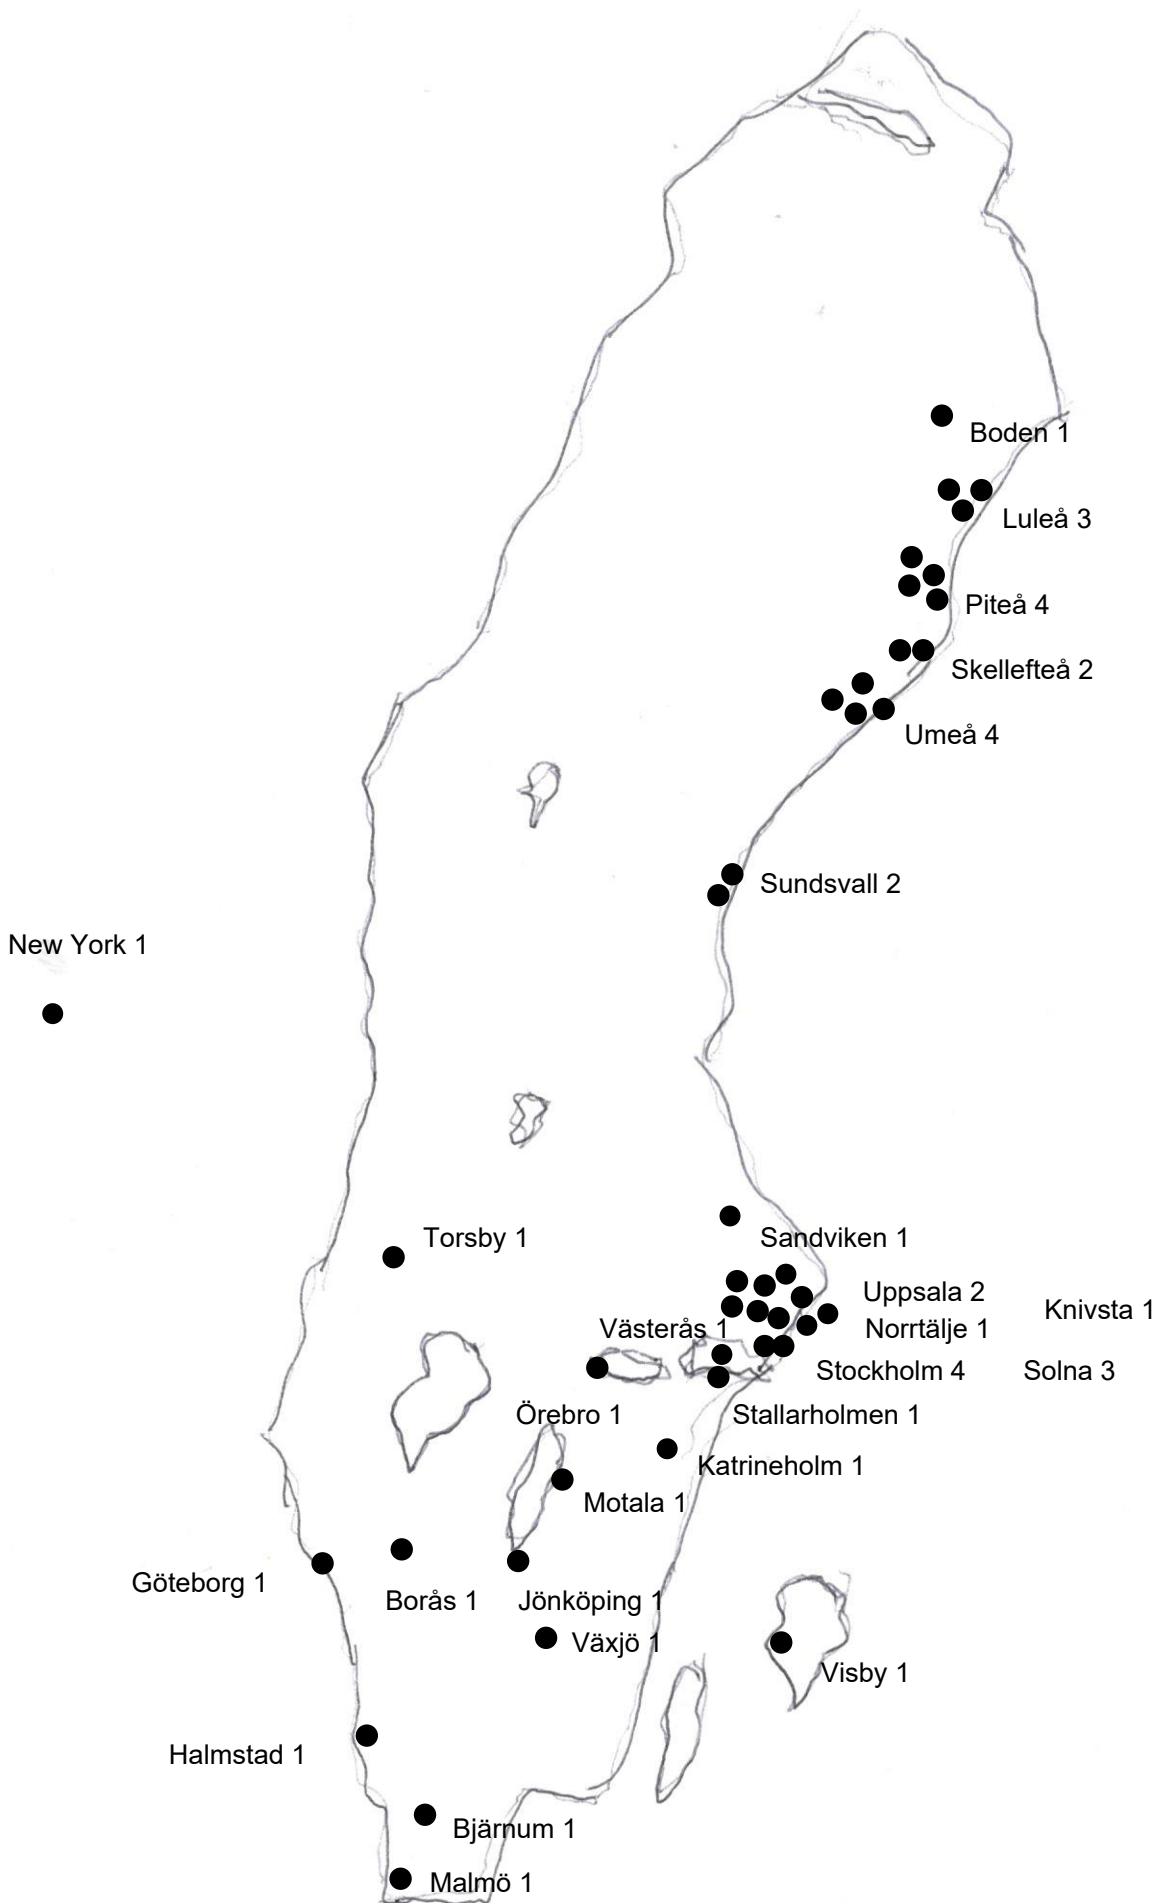 Boden 1
Luleå 3
Piteå 4
Skellefteå 2
Umeå 4
Sundsvall 2
New York 1
Torsby 1
Sandviken 1
Uppsala 2
Knivsta 1
Västerås 1
Norrtälje 1
Stockholm 4
Solna 3
Örebro 1
Stallarholmen 1
Katrineholm 1
Motala 1
Göteborg 1
Borås 1
Jönköping 1
Växjö 1
Visby 1
Halmstad 1
Bjärnum 1
Malmö 1